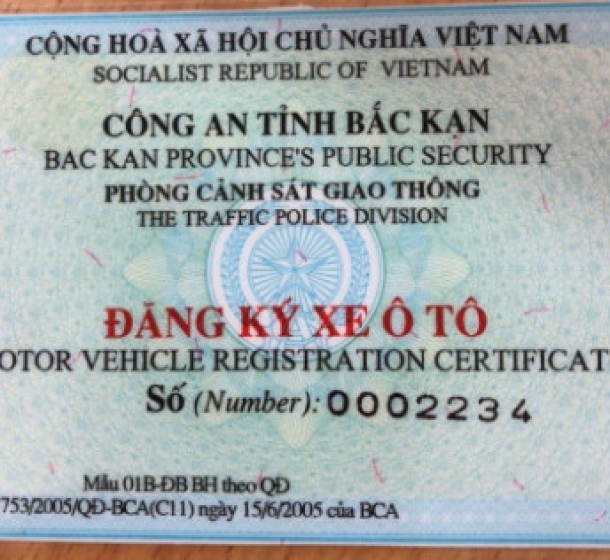 CỘNG HOÀ XÃ HỘI CHỦ NGHĨA VIỆT NAM
SOCIALIST REPUBLIC OF VIETNAM
CÔNG AN TỈNH BẮC KẠN
BAC KAN PROVINCE'S PUBLIC SECURITY
PHÒNG CẢNH SÁT GIAO THÔNG
THE TRAFFIC POLICE DIVISION
ĐĂNG KÝ XE Ô TÔ
OTOR VEHICLE REGISTRATION CERTIFICAT
Số (Number): 0002234
Mẫu 01B-ĐB BH theo QĐ
753/2005/QĐ-BCA(C11) ngày 15/6/2005 của BCA